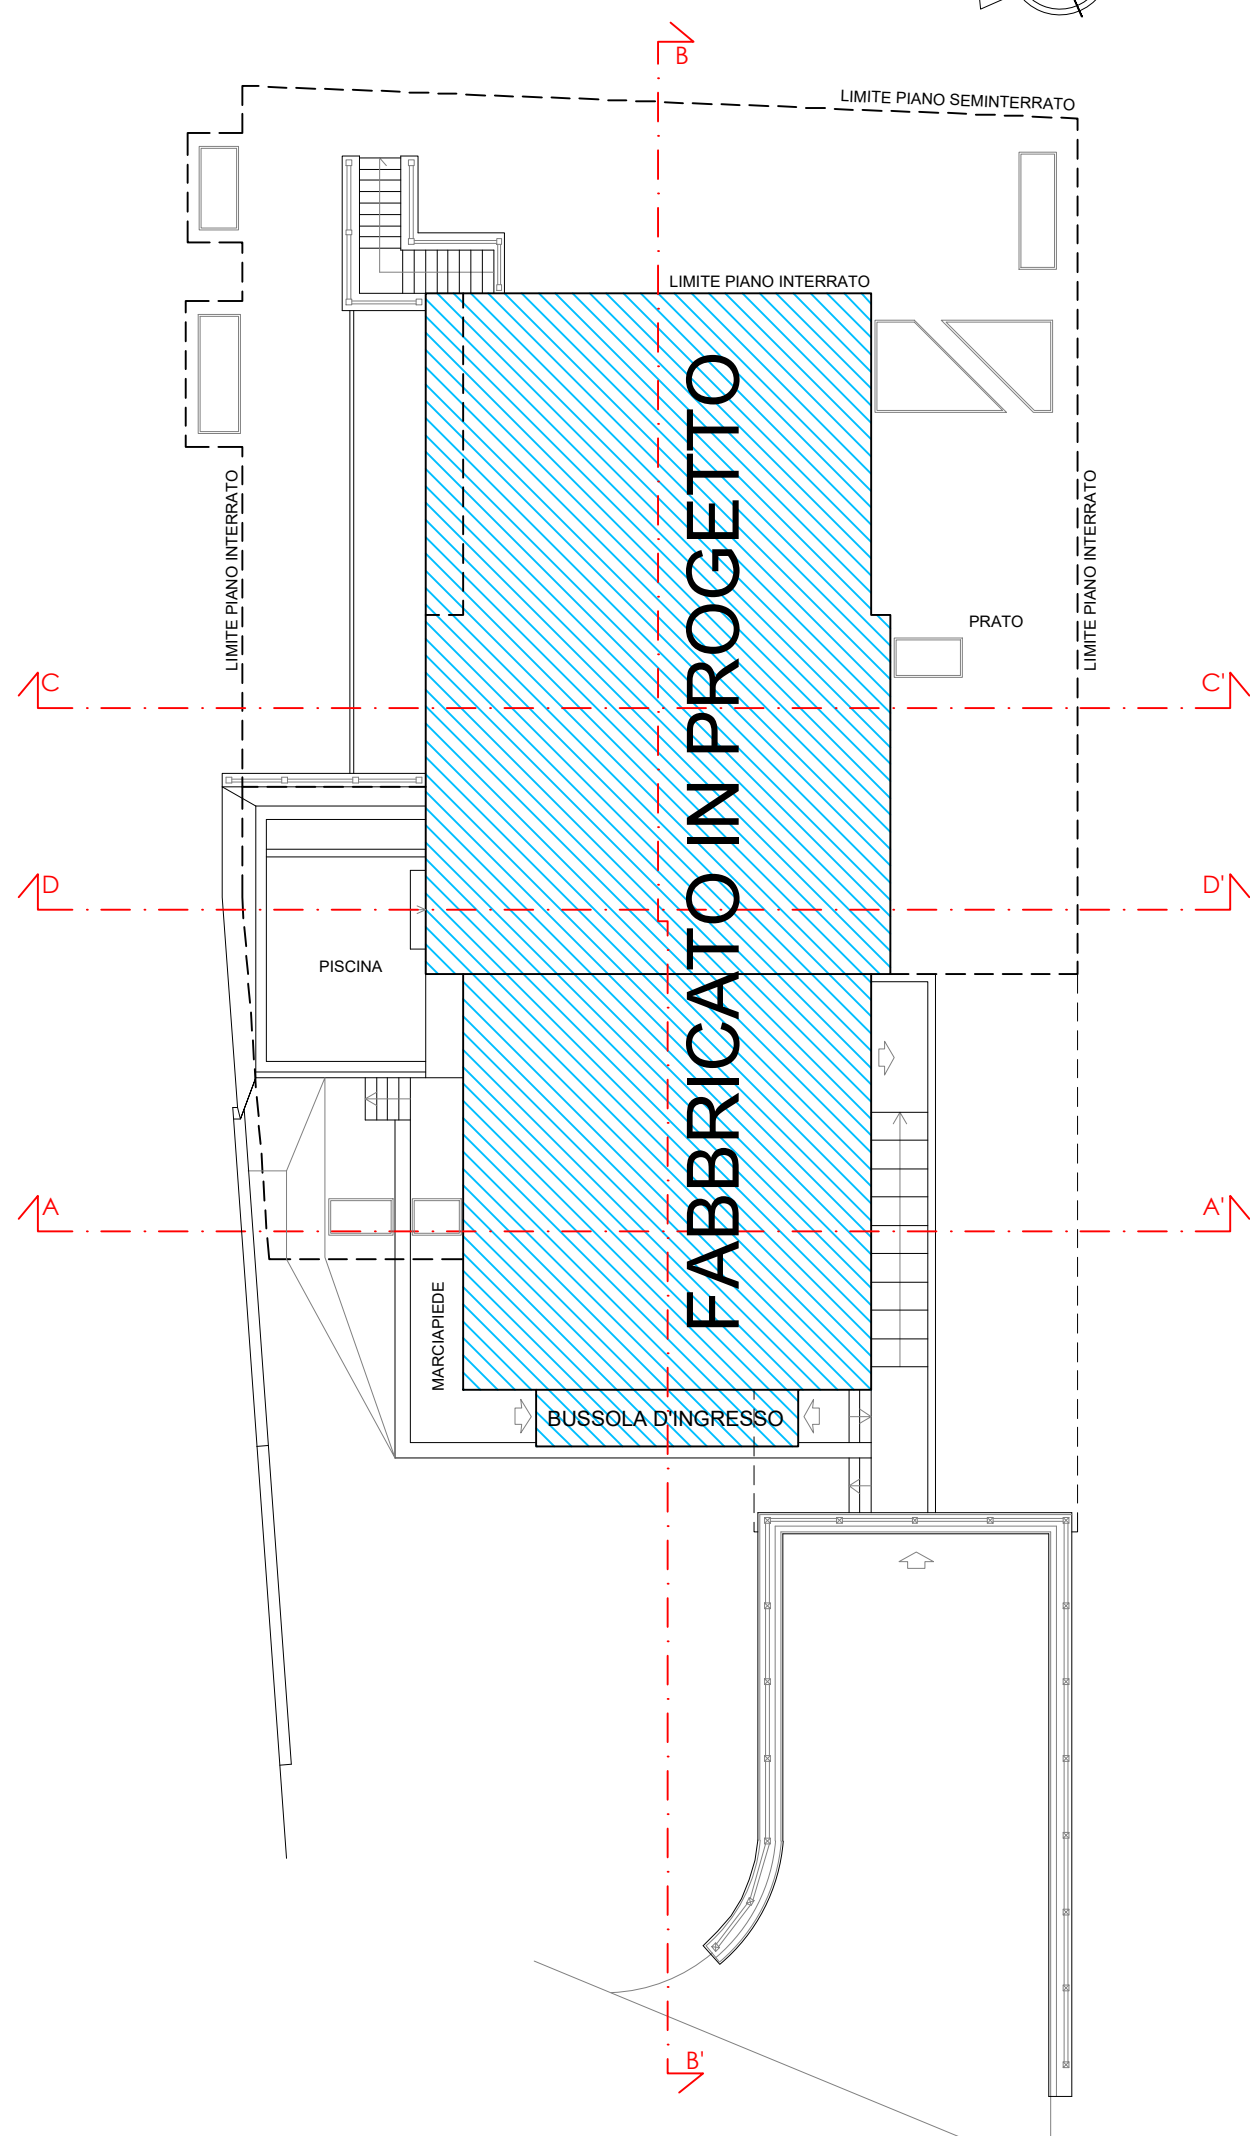 B
LIMITE PIANO SEMINTERRATO
LIMITE PIANO INTERRATO
LIMITE PIANO INTERRATO
FABBRICATO IN PROGETTO
LIMITE PIANO INTERRATO
PRATO
C
C'
D
D'
PISCINA
A
A'
MARCIAPIEDE
BUSSOLA D'INGRESSO
B'